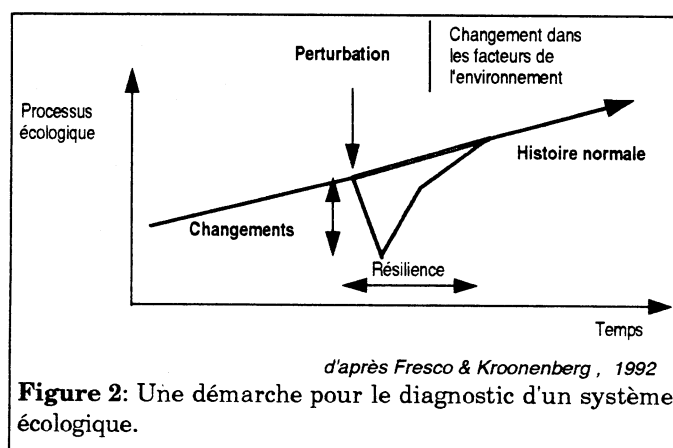 Perturbation
Changement dans
les facteurs de
l'environnement
Processus
écologique
Histoire normale
Changements
Résilience
Temps
d'après Fresco & Kroonenberg , 1992
Figure 2: Une démarche pour le diagnostic d'un système
écologique.